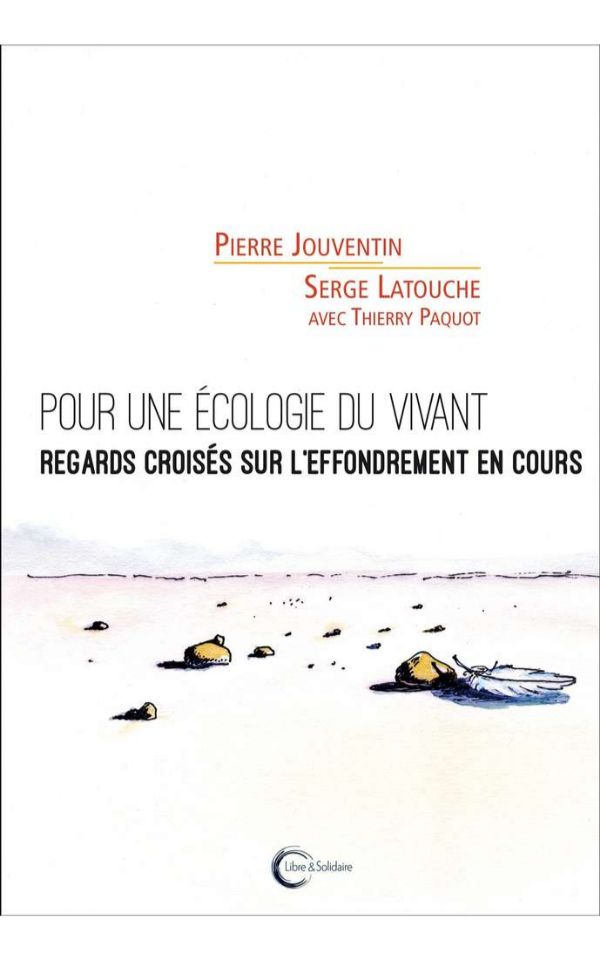 PIERRE JOUVENTIN
SERGE LATOUCHE
AVEC THIERRY PAQUOT
POUR UNE ÉCOLOGIE DU VIVANT
REGARDS CROISÉS SUR L'EFFONDREMENT EN COURS
Libre & Solidaire